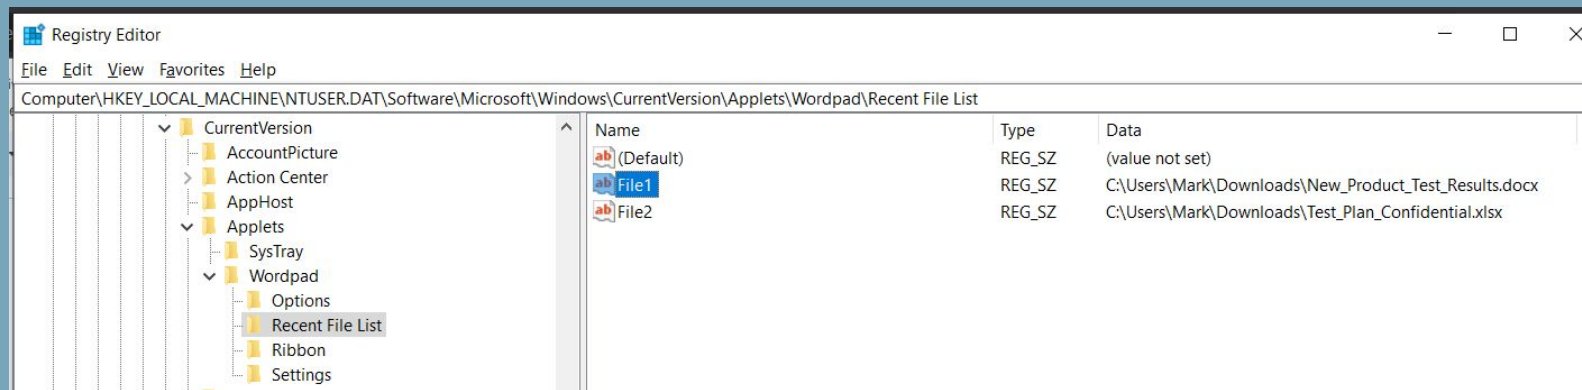 Registry Editor
File Edit View Favorites Help
Computer\HKEY_LOCAL_MACHINE\NTUSER.DAT\Software\Microsoft\Windows\CurrentVersion\Applets\Wordpad\Recent File List
CurrentVersion
AccountPicture
Action Center
AppHost
Applets
SysTray
Wordpad
Options
Recent File List
Ribbon
Settings
Name Type Data
(Default) REG_SZ (value not set)
File1 REG_SZ C:\Users\Mark\Downloads\New_Product_Test_Results.docx
File2 REG_SZ C:\Users\Mark\Downloads\Test_Plan_Confidential.xlsx